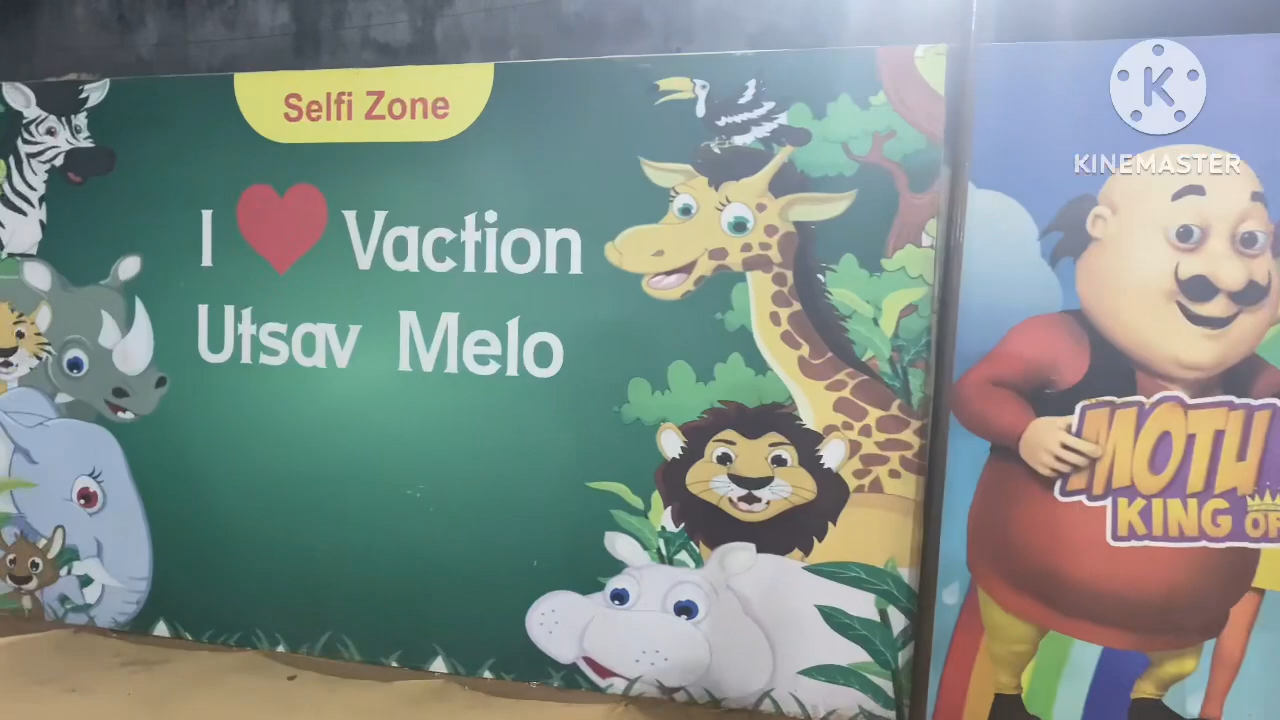 Selfi Zone
I ❤ Vaction
Utsav Melo
K
KINEMASTER
MOTU
KING OF